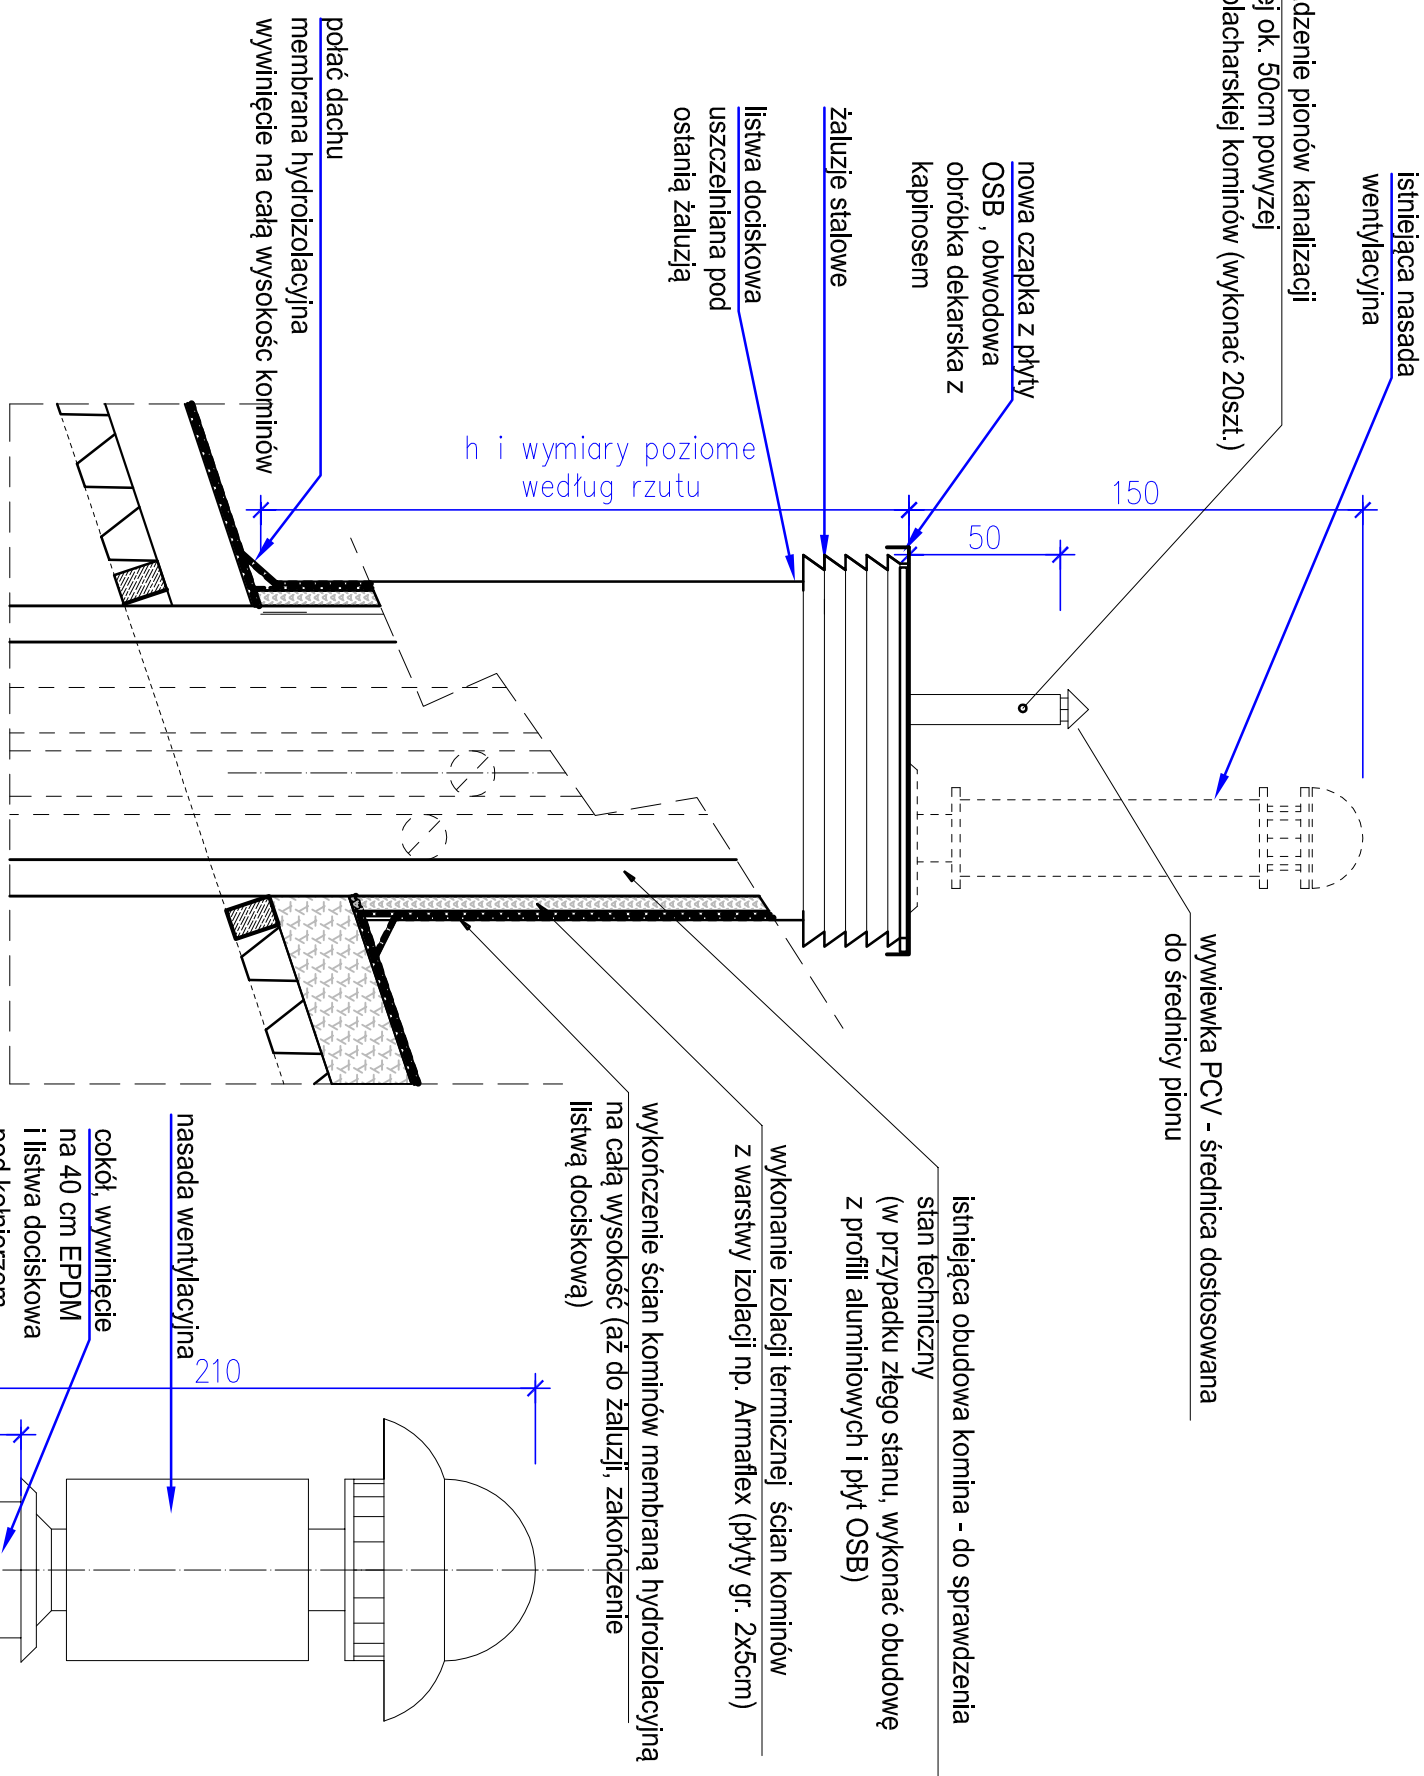 istniejąca nasada
wentylacyjna
dzenie pionów kanalizacji
ej ok. 50cm powyzej
blacharskiej kominów (wykonać 20szt.)
nowa czapka z płyty
OSB , obwodowa
obróbka dekarska z
kapinosem
żaluzje stalowe
listwa dociskowa
uszczelniana pod
ostanią żaluzją
połać dachu
membrana hydroizolacyjna
wywinięcie na całą wysokośc kominów
h i wymiary poziome
według rzutu
150
50
wywiewka PCV - średnica dostosowana
do średnicy pionu
istniejąca obudowa komina - do sprawdzenia
stan techniczny
(w przypadku złego stanu, wykonać obudowę
z profili aluminiowych i płyt OSB)
wykonanie izolacji termicznej ścian kominów
z warstwy izolacji np. Armaflex (płyty gr. 2x5cm)
wykończenie ścian kominów membraną hydroizolacyjną
na całą wysokość (aż do żaluzji, zakończenie
listwą dociskową)
nasada wentylacyjna
cokół, wywinięcie
na 40 cm EPDM
i listwa dociskowa
pod kołnierzem
210